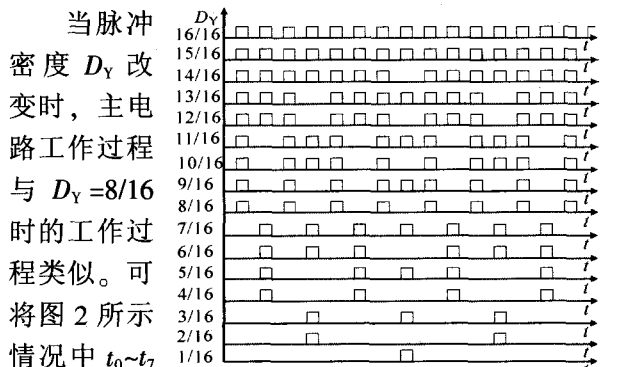 当脉冲
密度 D_Y 改
变时，主电
路工作过程
与 D_Y =8/16
时的工作过
程类似。可
将图 2 所示
情况中 t₀~t₇
D_Y
16/16 t
15/16 t
14/16 t
13/16 t
12/16 t
11/16 t
10/16 t
9/16 t
8/16 t
7/16 t
6/16 t
5/16 t
4/16 t
3/16 t
2/16 t
1/16 t